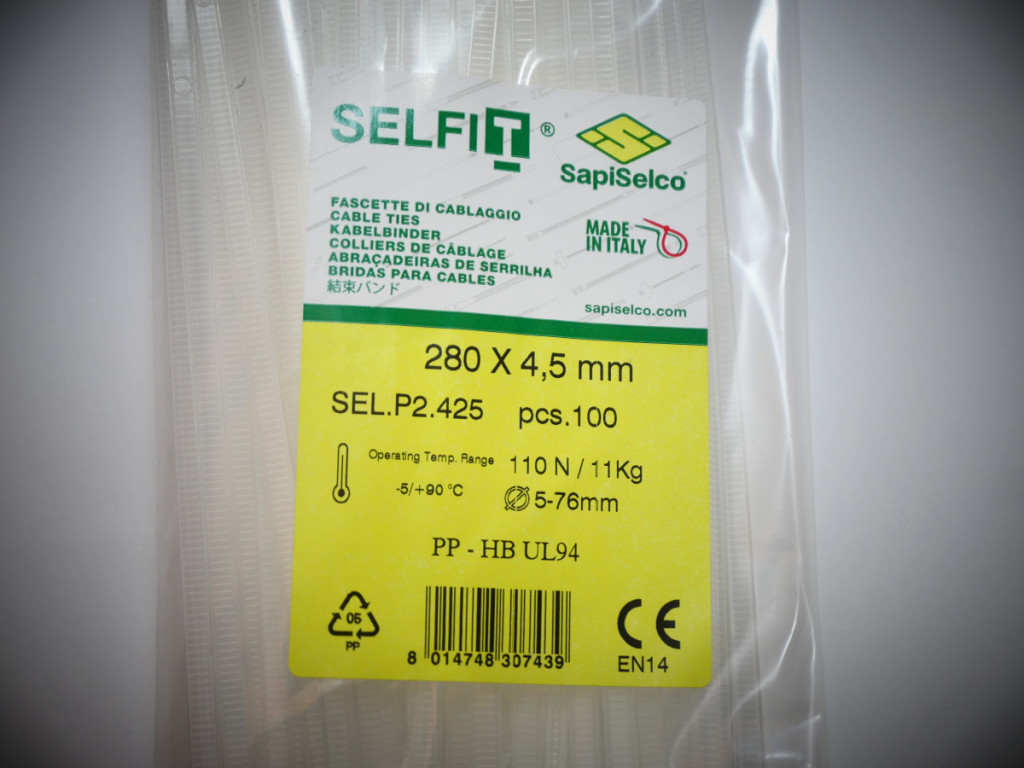 SELFIT®
SapiSelco®
FASCETTE DI CABLAGGIO
CABLE TIES
KABELBINDER
COLLIERS DE CÂBLAGE
ABRAÇADEIRAS DE SERRILHA
BRIDAS PARA CABLES
結束バンド
MADE
IN ITALY
sapiselco.com
280 X 4,5 mm
SEL.P2.425 pcs.100
Operating Temp. Range
-5/+90 °C
110 N / 11Kg
5-76mm
PP - HB UL94
05
PP
8 014748 307439
CE
EN14